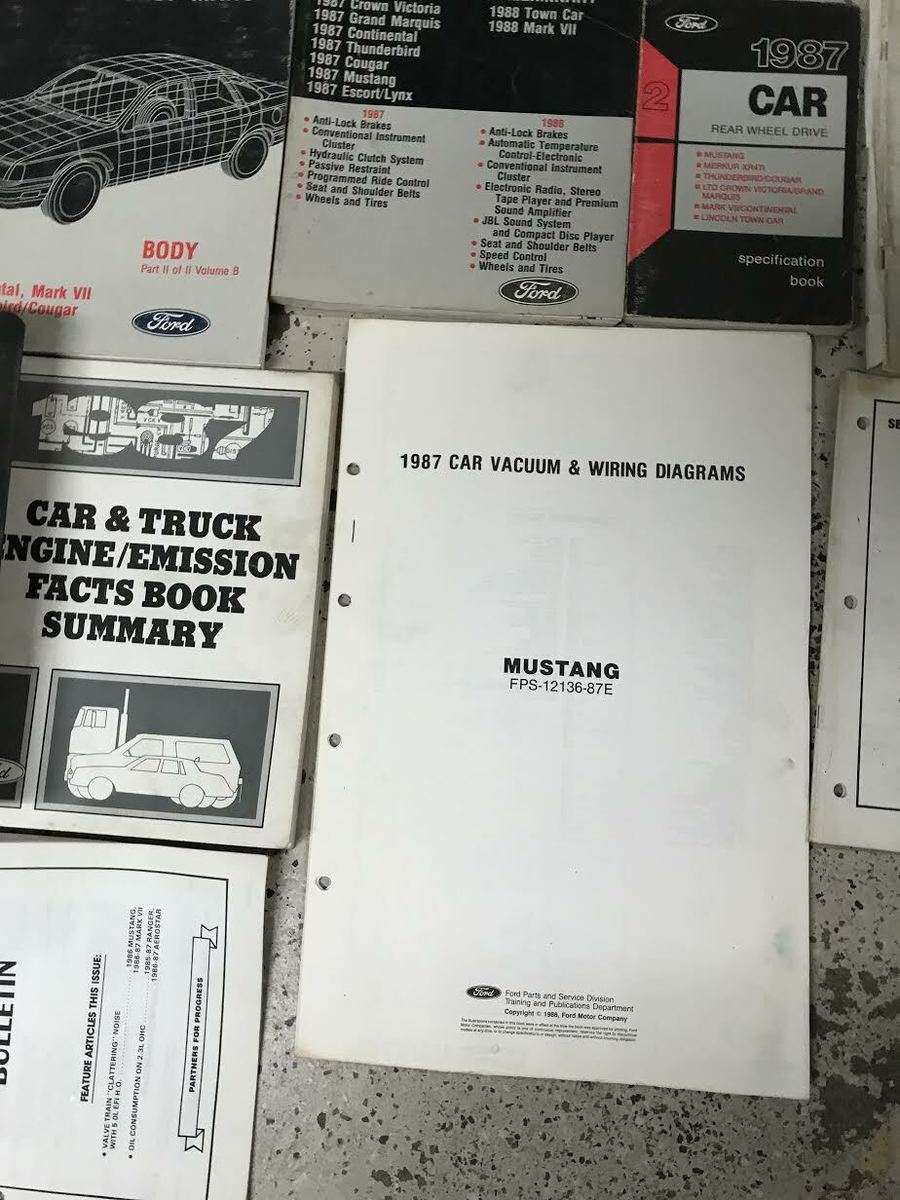 BODY
Part II of II Volume B
ntal, Mark VII
bird/Cougar
Ford
1987 Crown Victoria
1987 Grand Marquis
1987 Continental
1987 Thunderbird
1987 Cougar
1987 Mustang
1987 Escort/Lynx
1988 Town Car
1988 Mark VII
1987
• Anti-Lock Brakes
• Conventional Instrument
Cluster
• Hydraulic Clutch System
• Passive Restraint
• Programmed Ride Control
• Seat and Shoulder Belts
• Wheels and Tires
1988
• Anti-Lock Brakes
• Automatic Temperature
Control-Electronic
• Conventional Instrument
Cluster
• Electronic Radio, Stereo
Tape Player and Premium
Sound Amplifier
• JBL Sound System
and Compact Disc Player
• Seat and Shoulder Belts
• Speed Control
• Wheels and Tires
Ford
Ford
1987
2
CAR
REAR WHEEL DRIVE
MUSTANG
MERKUR XR4Ti
THUNDERBIRD/COUGAR
LTD CROWN VICTORIA/GRAND
MARQUIS
MARK VII/CONTINENTAL
LINCOLN TOWN CAR
specification
book
1987
CAR & TRUCK
ENGINE/EMISSION
FACTS BOOK
SUMMARY
1987 CAR VACUUM & WIRING DIAGRAMS
MUSTANG
FPS-12136-87E
Ford
Ford Parts and Service Division
Training and Publications Department
Copyright © 1986, Ford Motor Company
SE
BULLETIN
FEATURE ARTICLES THIS ISSUE:
• VALVE TRAIN "CLATTERING" NOISE
WITH 5.0L EFI H.O. 1986 MUSTANG,
1986-87 MARK VII
• OIL CONSUMPTION ON 2.3L OHC 1985-87 RANGER,
1986-87 AEROSTAR
PARTNERS FOR PROGRESS